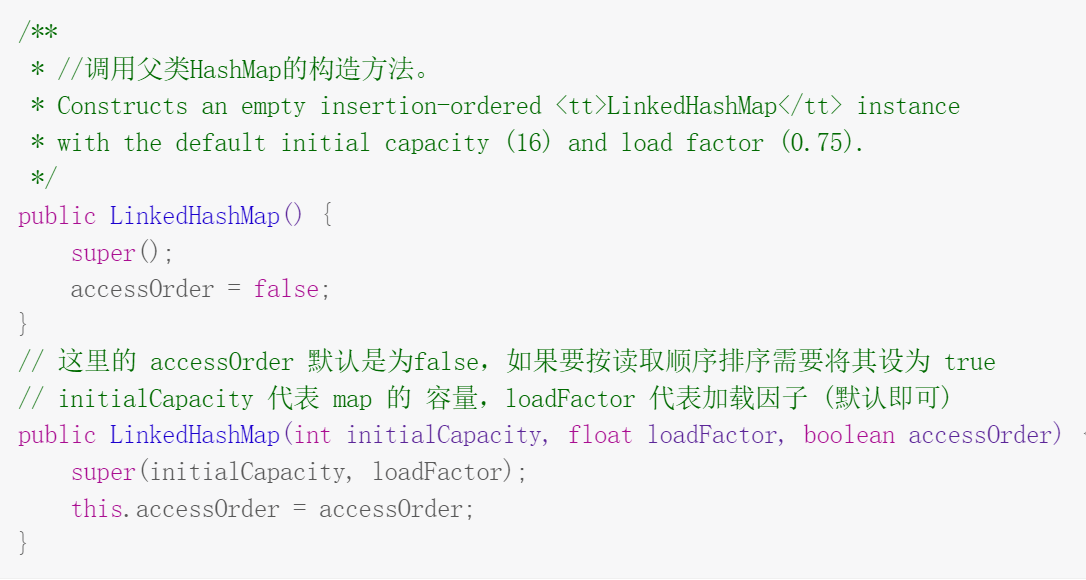 /**
 * //调用父类HashMap的构造方法。
 * Constructs an empty insertion-ordered <tt>LinkedHashMap</tt> instance
 * with the default initial capacity (16) and load factor (0.75).
 */
public LinkedHashMap() {
    super();
    accessOrder = false;
}
// 这里的 accessOrder 默认是为false，如果要按读取顺序排序需要将其设为 true
// initialCapacity 代表 map 的 容量，loadFactor 代表加载因子 (默认即可)
public LinkedHashMap(int initialCapacity, float loadFactor, boolean accessOrder) {
    super(initialCapacity, loadFactor);
    this.accessOrder = accessOrder;
}